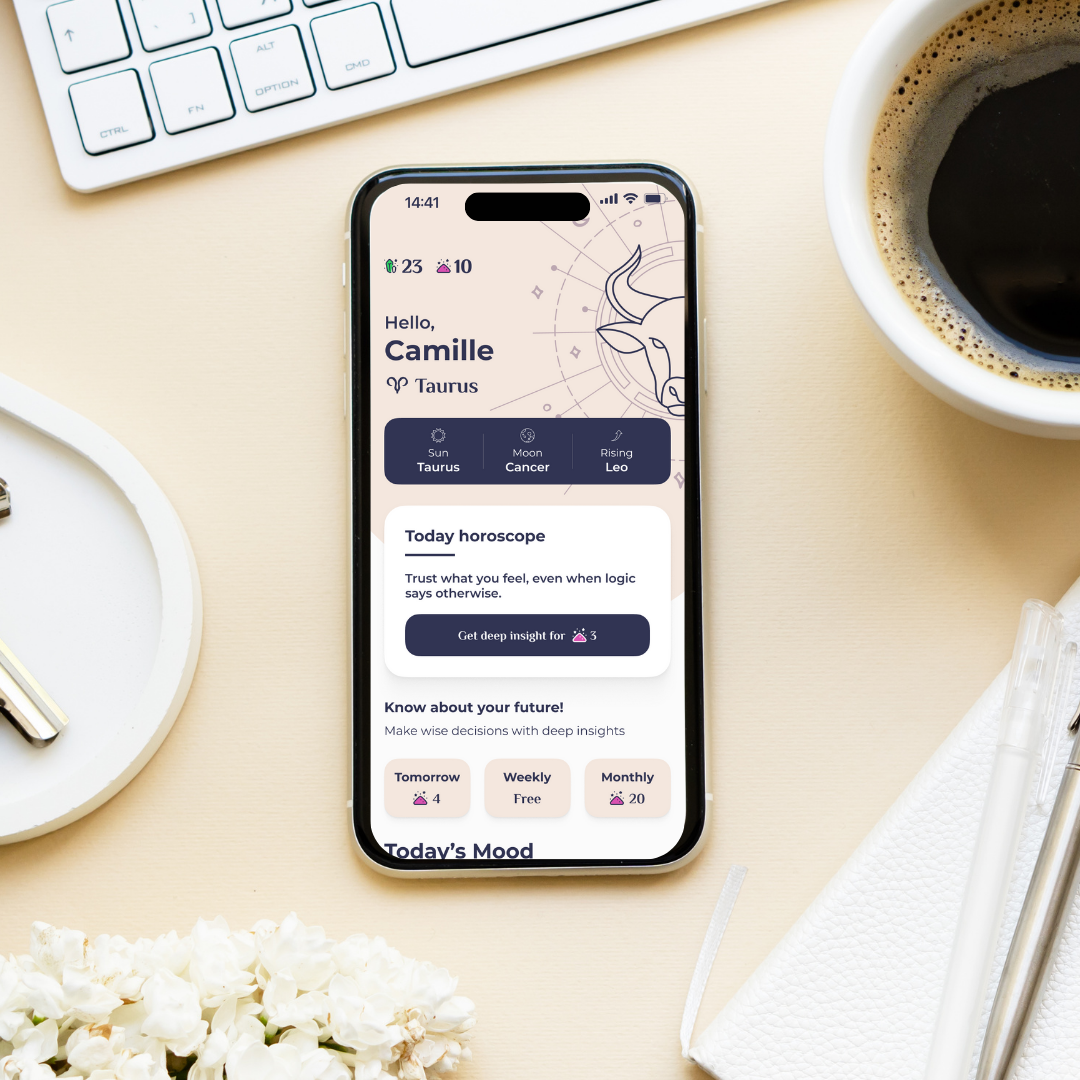 ALT
CTRL
FN
OPTION
CMD
14:41
23 10
Hello,
Camille
Taurus
Sun
Taurus
Moon
Cancer
Rising
Leo
Today horoscope
Trust what you feel, even when logic
says otherwise.
Get deep insight for 3
Know about your future!
Make wise decisions with deep insights
Tomorrow
4
Weekly
Free
Monthly
20
Today's Mood